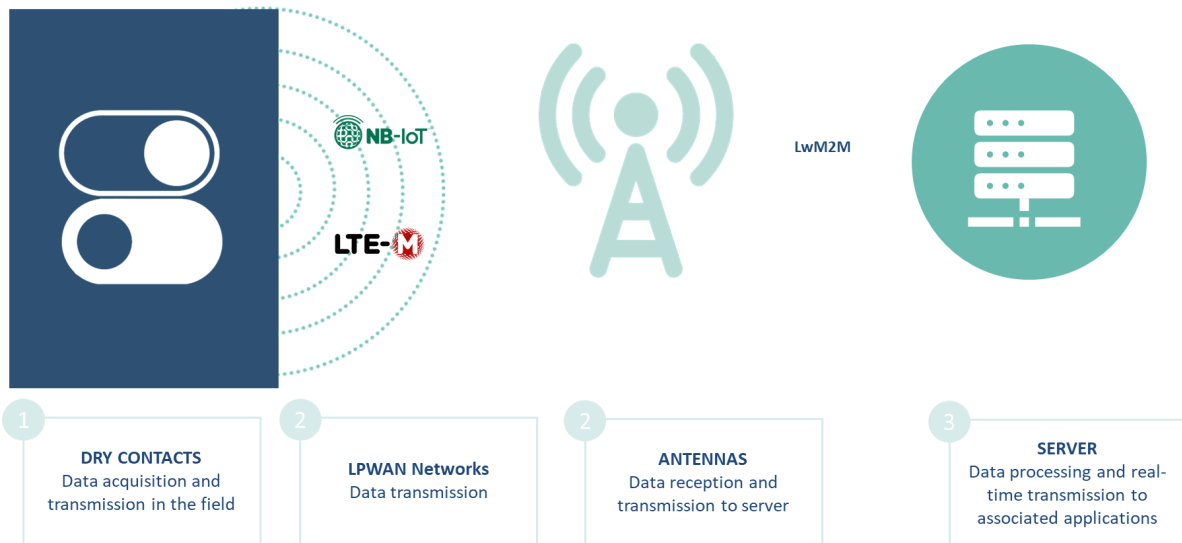 NB-IoT
LTE-M
LwM2M
1
DRY CONTACTS
Data acquisition and
transmission in the field
2
LPWAN Networks
Data transmission
2
ANTENNAS
Data reception and
transmission to server
3
SERVER
Data processing and real-
time transmission to
associated applications